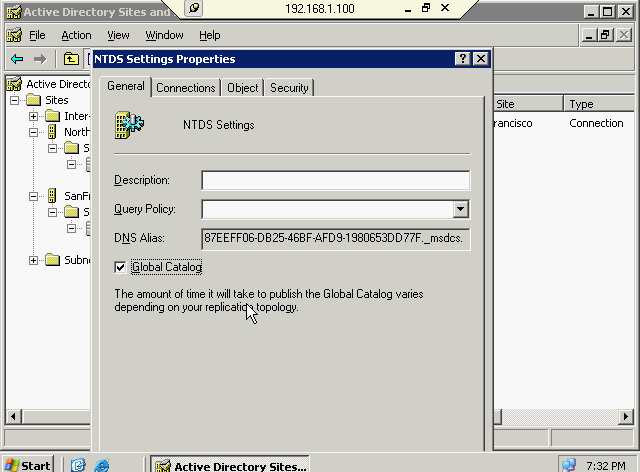 Active Directory Sites and
192.168.1.100
File Action View Window Help
NTDS Settings Properties
General Connections Object Security
NTDS Settings
Description:
Query Policy:
DNS Alias: 87EEFF06-DB25-46BF-AFD9-1980653DD77F._msdcs.
Global Catalog
The amount of time it will take to publish the Global Catalog varies
depending on your replication topology.
Active Directo
Sites
Inter-
North
S
SanFr
S
Subne
Site Type
rancisco Connection
Start Active Directory Sites... 7:32 PM